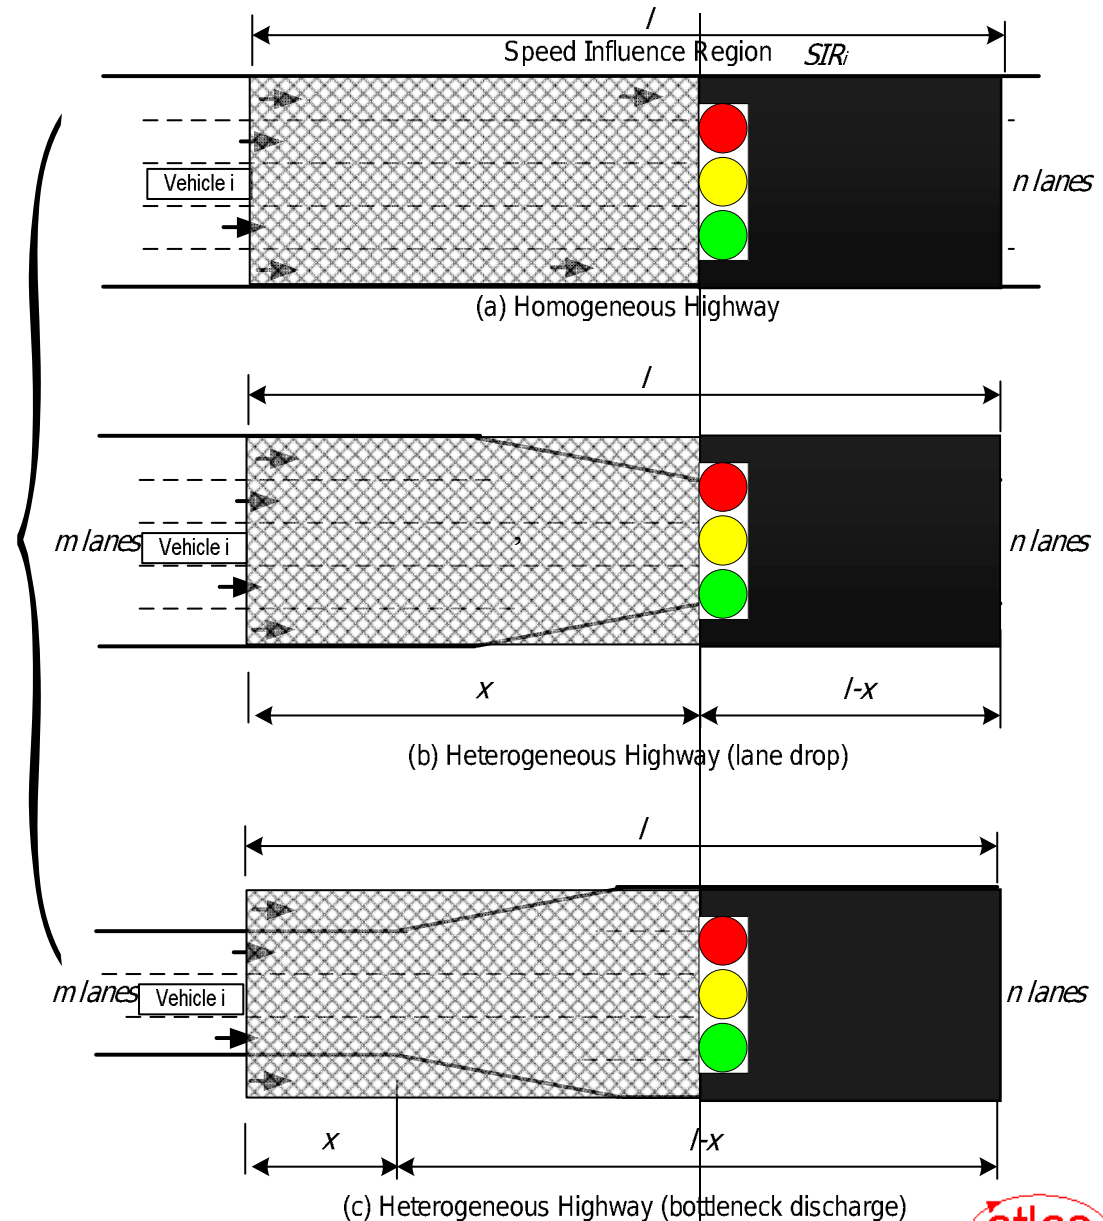 l
Speed Influence Region SIRi
Vehicle i
n lanes
(a) Homogeneous Highway
l
m lanes
Vehicle i
,
n lanes
x
l-x
(b) Heterogeneous Highway (lane drop)
l
m lanes
Vehicle i
n lanes
x
l-x
(c) Heterogeneous Highway (bottleneck discharge)
atlas